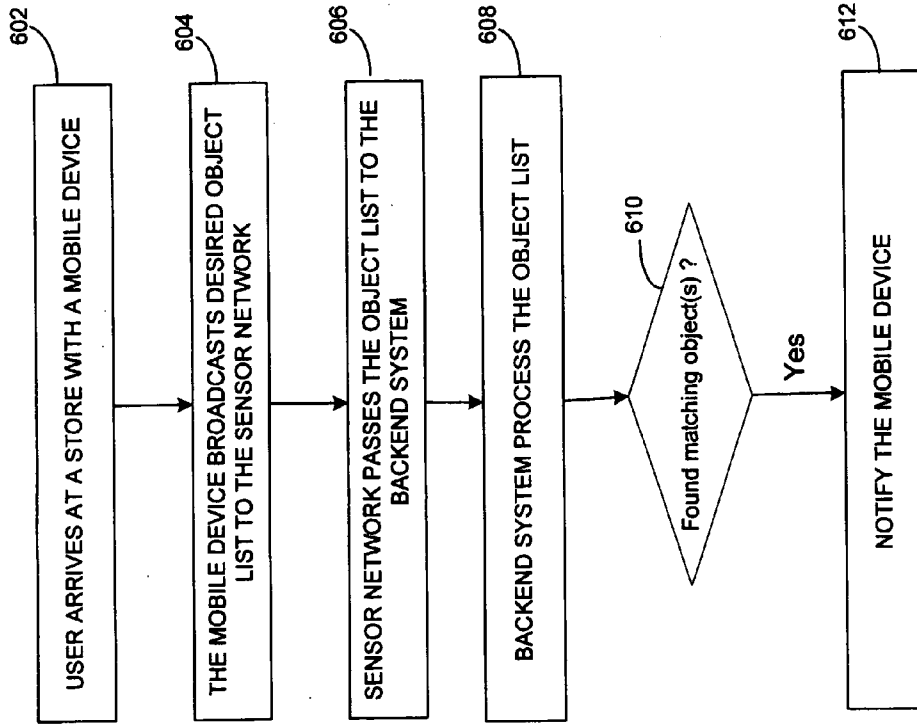 602
USER ARRIVES AT A STORE WITH A MOBILE DEVICE
604
THE MOBILE DEVICE BROADCASTS DESIRED OBJECT
LIST TO THE SENSOR NETWORK
606
SENSOR NETWORK PASSES THE OBJECT LIST TO THE
BACKEND SYSTEM
608
BACKEND SYSTEM PROCESS THE OBJECT LIST
610
Found matching object(s) ?
Yes
612
NOTIFY THE MOBILE DEVICE